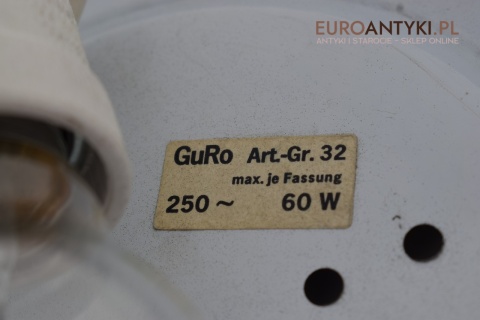 EUROANTYKI.PL
ANTYKI I STAROCIE - SKLEP ONLINE
GuRo Art.-Gr. 32
max. je Fassung
250 ~ 60 W